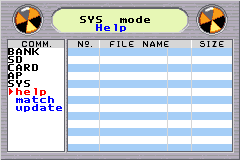 SYS mode
Help
COMM. No. FILE NAME SIZE
BANK
SD
CARD
AP
SYS
help
match
update